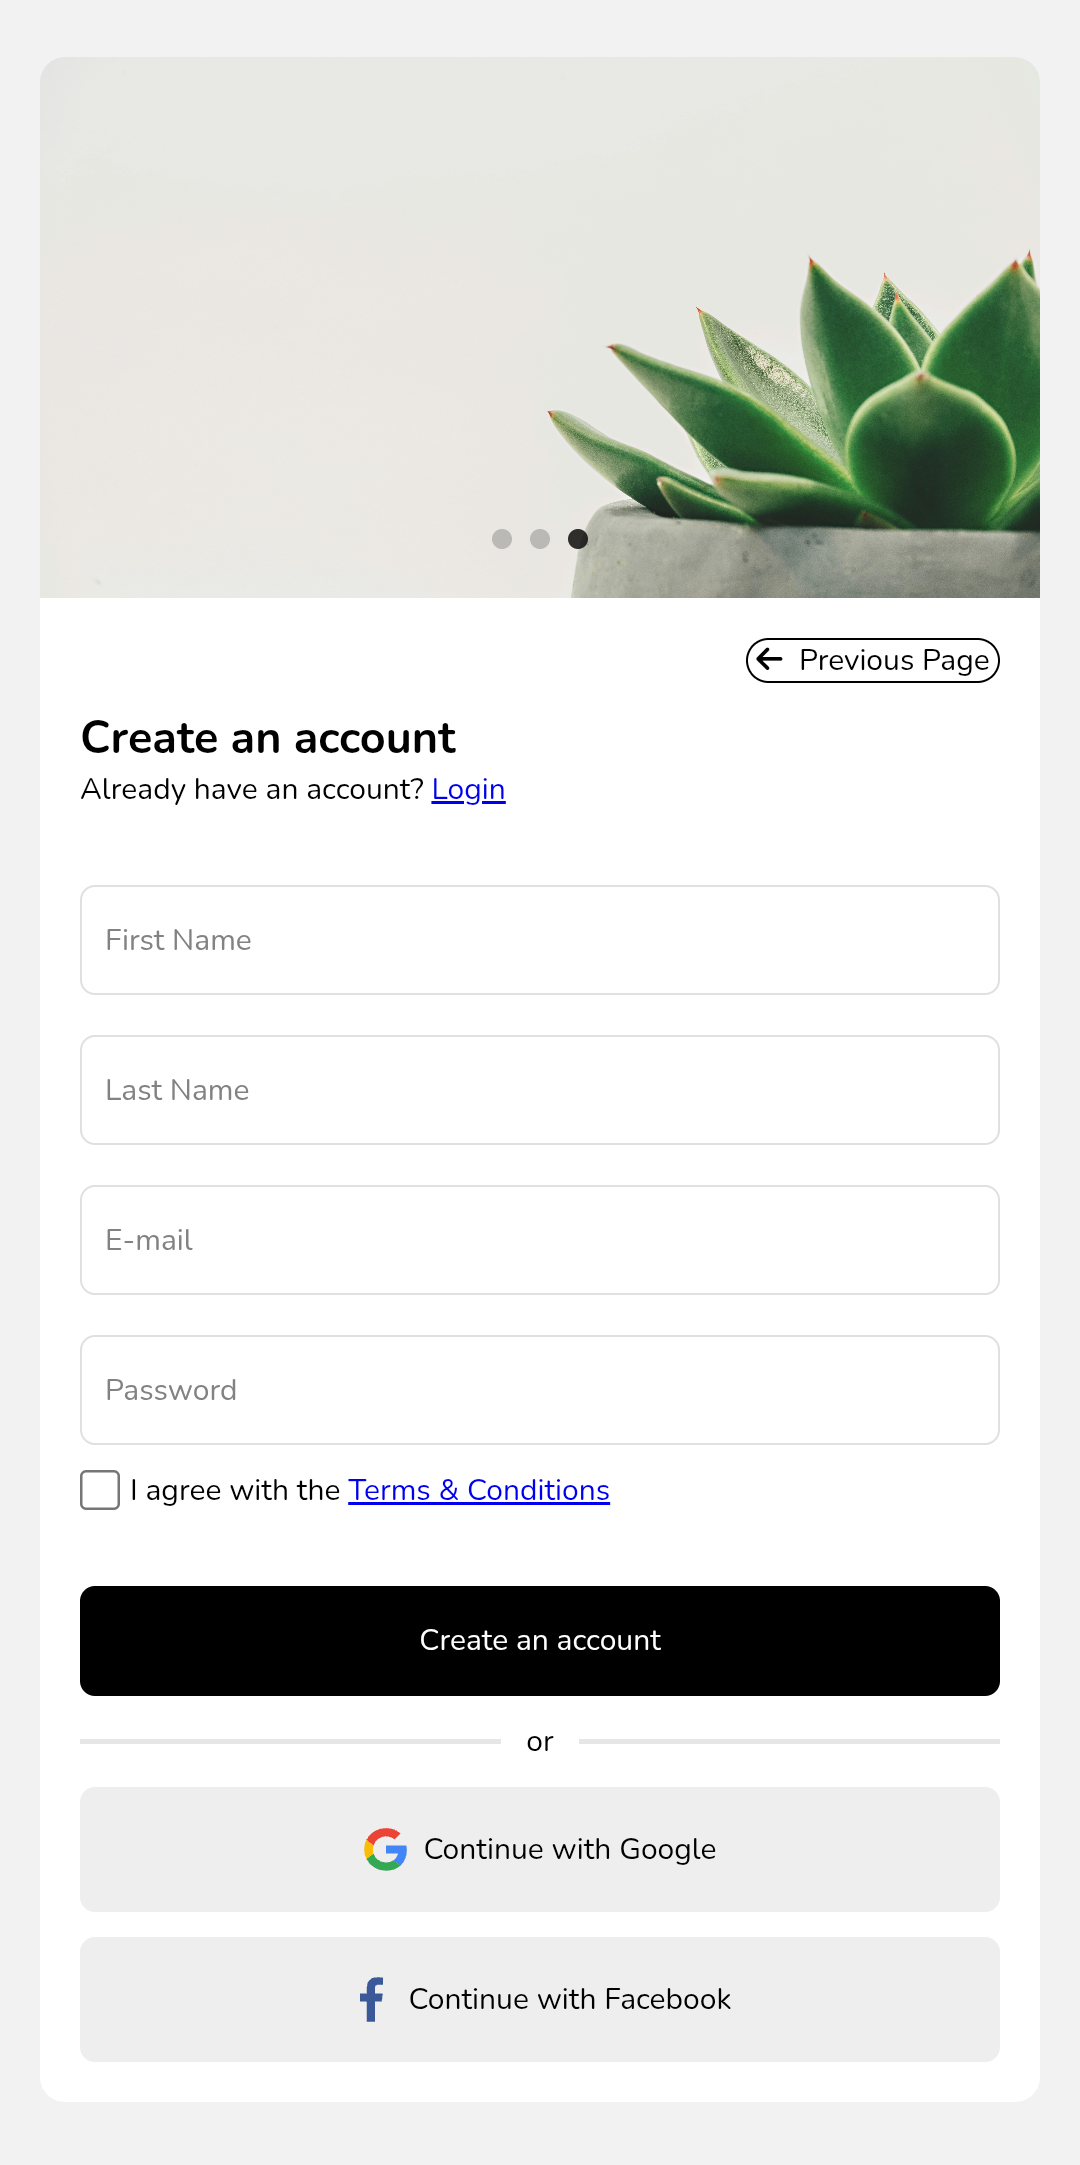 Previous Page
Create an account
Already have an account? Login
First Name
Last Name
E-mail
Password
I agree with the Terms & Conditions
Create an account
or
Continue with Google
Continue with Facebook